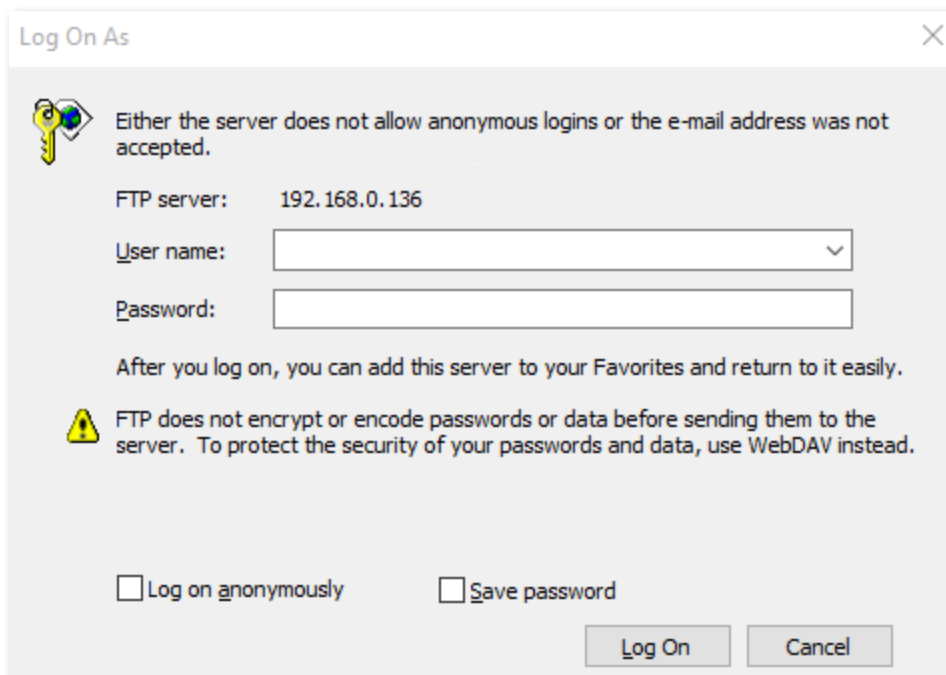 Log On As
Either the server does not allow anonymous logins or the e-mail address was not
accepted.
FTP server: 192.168.0.136
User name:
Password:
After you log on, you can add this server to your Favorites and return to it easily.
FTP does not encrypt or encode passwords or data before sending them to the
server.  To protect the security of your passwords and data, use WebDAV instead.
Log on anonymously Save password
Log On Cancel